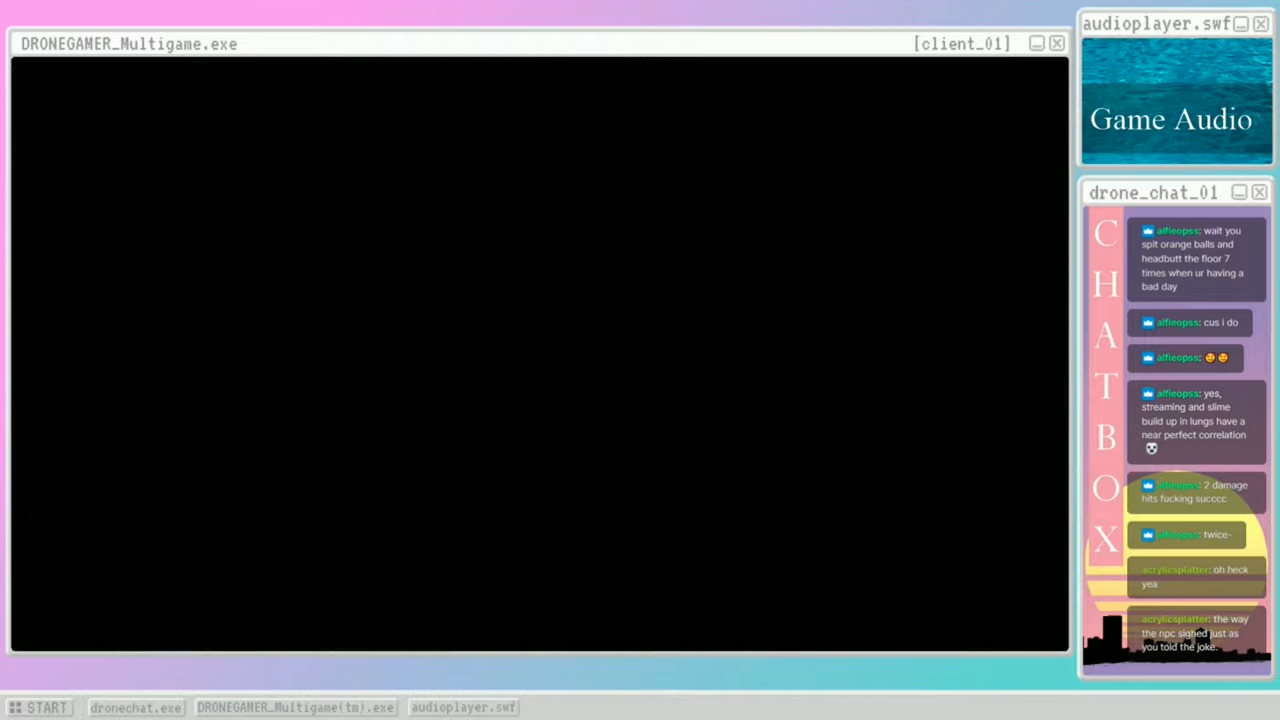 DRONEGAMER_Multigame.exe
[client_01]
audioplayer.swf
Game Audio
drone_chat_01
CHATBOX
alfieopss: wait you
spit orange balls and
headbutt the floor 7
times when ur having a
bad day
alfieopss: cus i do
alfieopss:
alfieopss: yes,
streaming and slime
build up in lungs have a
near perfect correlation
alfieopss: 2 damage
hits fucking succcc
alfieopss: twice-
acrylicsplatter: oh heck
yea
acrylicsplatter: the way
the npc sighed just as
you told the joke.
START
dronechat.exe
DRONEGAMER_Multigame(tm).exe
audioplayer.swf